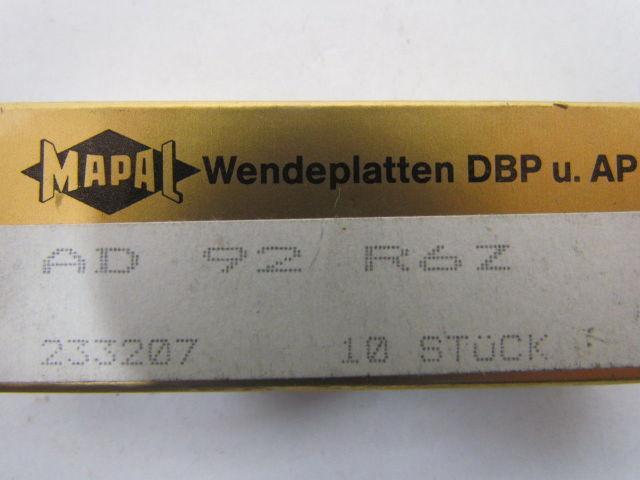 MAPAL Wendeplatten DBP u. AP
AD 92 R6Z
233207 10 STÜCK